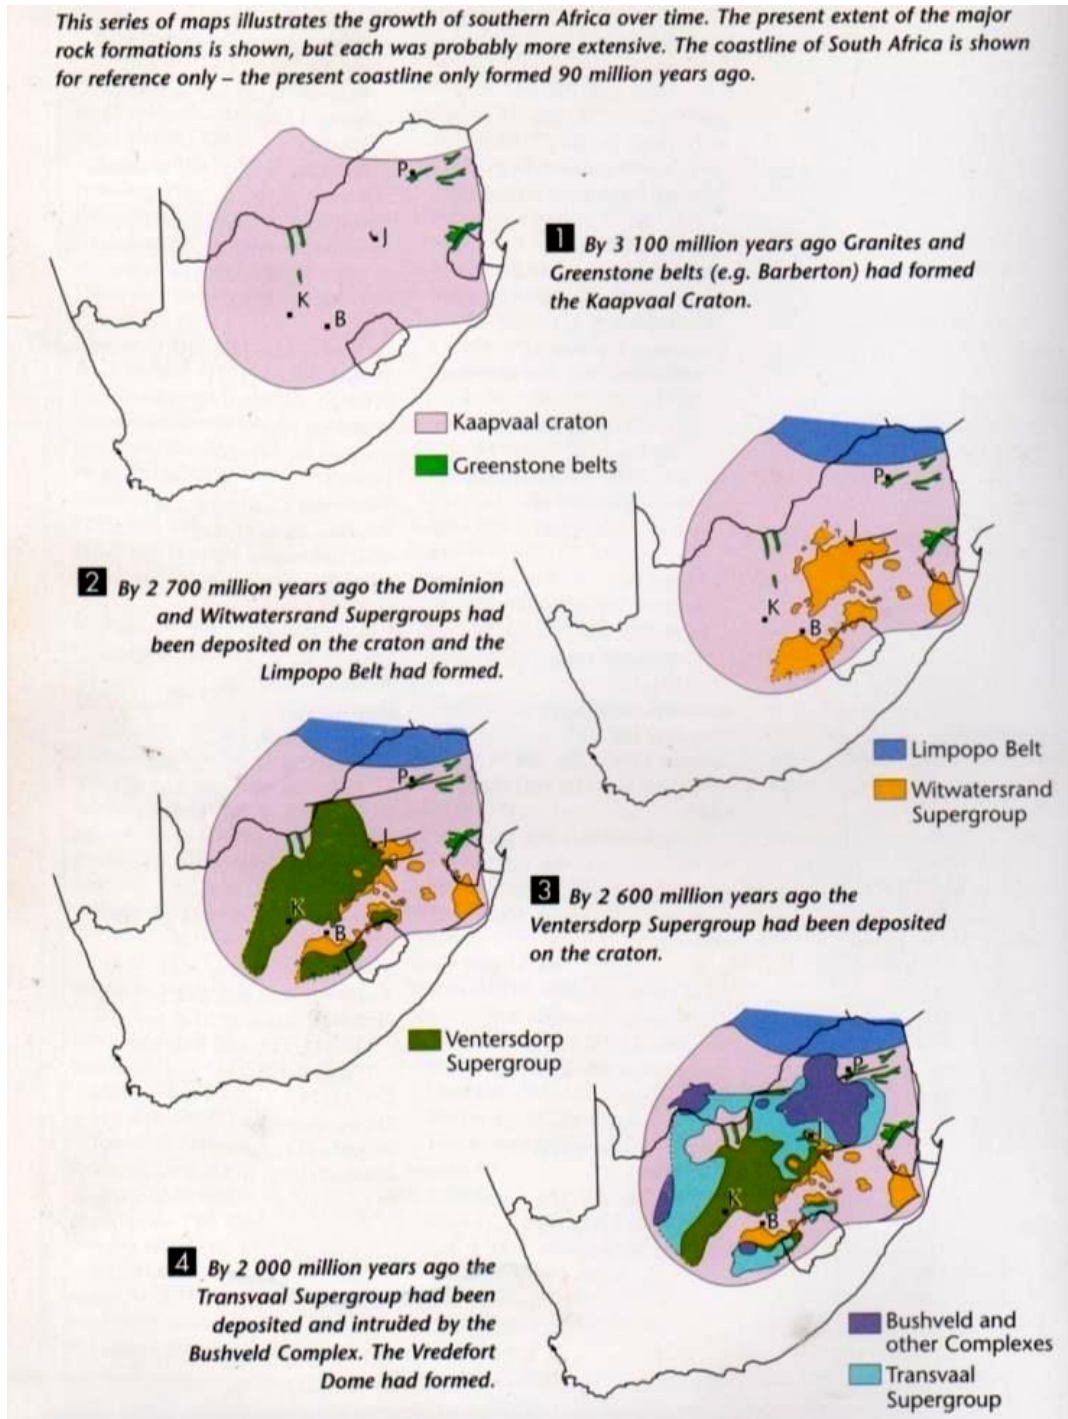 This series of maps illustrates the growth of southern Africa over time. The present extent of the major
rock formations is shown, but each was probably more extensive. The coastline of South Africa is shown
for reference only – the present coastline only formed 90 million years ago.
P
J
K
B
1 By 3 100 million years ago Granites and
Greenstone belts (e.g. Barberton) had formed
the Kaapvaal Craton.
Kaapvaal craton
Greenstone belts
P
J
K
B
2 By 2 700 million years ago the Dominion
and Witwatersrand Supergroups had
been deposited on the craton and the
Limpopo Belt had formed.
Limpopo Belt
Witwatersrand
Supergroup
P
J
K
B
3 By 2 600 million years ago the
Ventersdorp Supergroup had been deposited
on the craton.
Ventersdorp
Supergroup
P
J
K
B
4 By 2 000 million years ago the
Transvaal Supergroup had been
deposited and intruded by the
Bushveld Complex. The Vredefort
Dome had formed.
Bushveld and
other Complexes
Transvaal
Supergroup